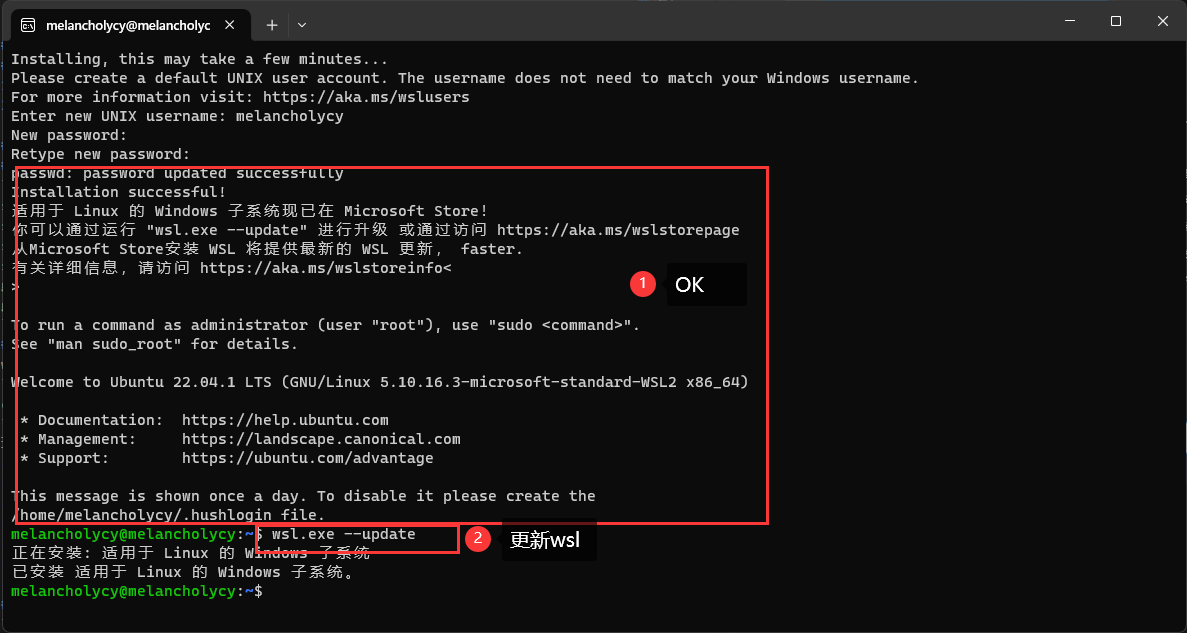 melancholycy@melancholyc
Installing, this may take a few minutes...
Please create a default UNIX user account. The username does not need to match your Windows username.
For more information visit: https://aka.ms/wslusers
Enter new UNIX username: melancholycy
New password:
Retype new password:
passwd: password updated successfully
Installation successful!
适用于 Linux 的 Windows 子系统现已在 Microsoft Store!
你可以通过运行 "wsl.exe --update" 进行升级 或通过访问 https://aka.ms/wslstorepage
从Microsoft Store安装 WSL 将提供最新的 WSL 更新， faster.
有关详细信息，请访问 https://aka.ms/wslstoreinfo<
>
1 OK
To run a command as administrator (user "root"), use "sudo <command>".
See "man sudo_root" for details.
Welcome to Ubuntu 22.04.1 LTS (GNU/Linux 5.10.16.3-microsoft-standard-WSL2 x86_64)
* Documentation:  https://help.ubuntu.com
* Management:     https://landscape.canonical.com
* Support:        https://ubuntu.com/advantage
This message is shown once a day. To disable it please create the
/home/melancholycy/.hushlogin file.
melancholycy@melancholycy:~$ wsl.exe --update
2 更新wsl
正在安装: 适用于 Linux 的 Windows 子系统
已安装 适用于 Linux 的 Windows 子系统。
melancholycy@melancholycy:~$